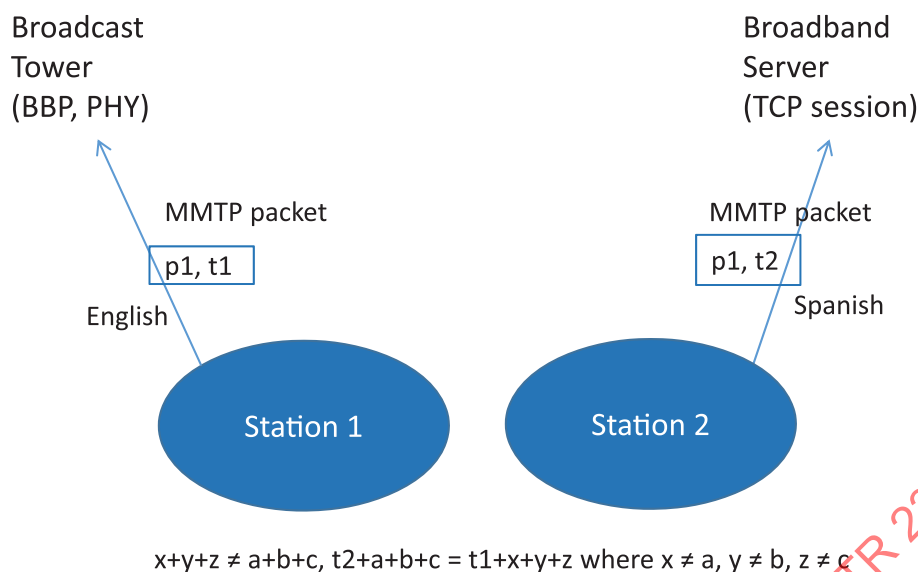 Broadcast
Tower
(BBP, PHY)
Broadband
Server
(TCP session)
MMTP packet
p1, t1
English
MMTP packet
p1, t2
Spanish
Station 1
Station 2
x+y+z ≠ a+b+c, t2+a+b+c = t1+x+y+z where x ≠ a, y ≠ b, z ≠ c